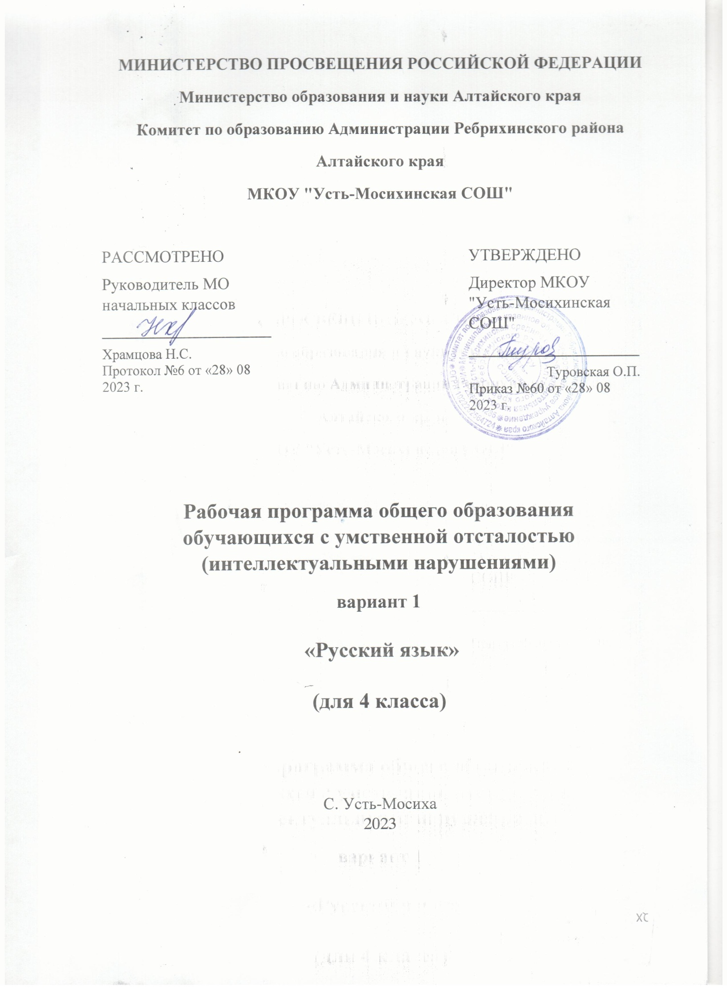 МИНИСТЕРСТВО ПРОСВЕЩЕНИЯ РОССИЙСКОЙ ФЕДЕРАЦИИ
Министерство образования и науки Алтайского края
Комитет по образованию Администрации Ребрихинского района
Алтайского края
МКОУ "Усть-Мосихинская СОШ"
РАССМОТРЕНО
Руководитель МО
начальных классов
Храмцова Н.С.
Протокол №6 от «28» 08
2023 г.
УТВЕРЖДЕНО
Директор МКОУ
"Усть-Мосихинская
СОШ"
Туровская О.П.
Приказ №60 от «28» 08
2023 г.
Рабочая программа общего образования
обучающихся с умственной отсталостью
(интеллектуальными нарушениями)
вариант 1
«Русский язык»
(для 4 класса)
С. Усть-Мосиха
2023